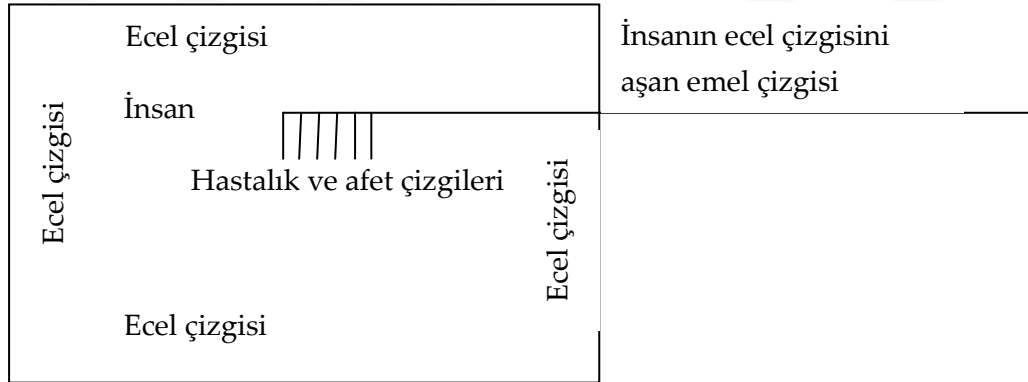 Ecel çizgisi
İnsanın ecel çizgisini
aşan emel çizgisi
İnsan
Ecel çizgisi
Hastalık ve afet çizgileri
Ecel çizgisi
Ecel çizgisi